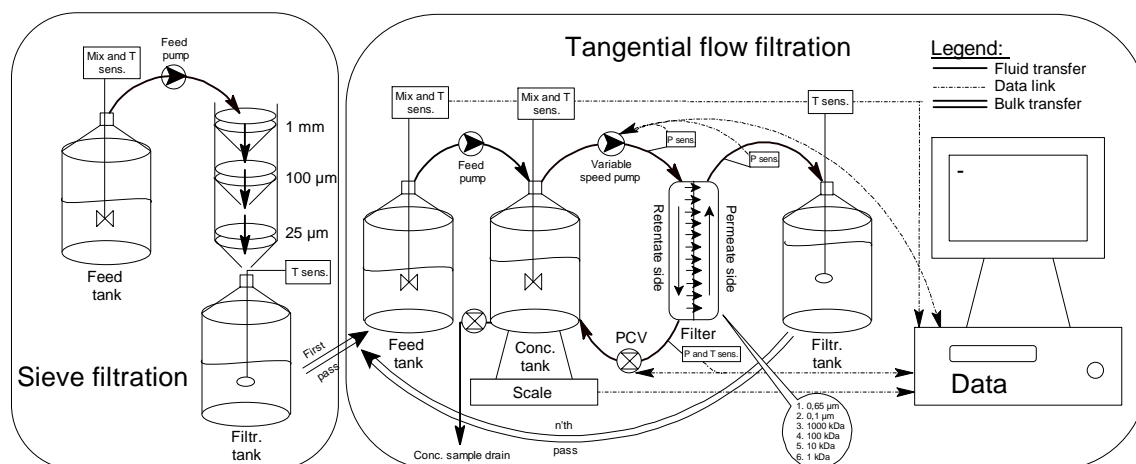 Mix and T
sens.
Feed
pump
1 mm
100 µm
25 µm
Feed
tank
T sens.
Sieve filtration
Filtr.
tank
First
pass
Tangential flow filtration
Legend:
Fluid transfer
Data link
Bulk transfer
Mix and T
sens.
Mix and T
sens.
T sens.
Feed
pump
Variable
speed pump
P sens.
P sens.
Retentate side
Permeate side
Feed
tank
Conc.
tank
PCV
Filter
P and T sens.
Filtr.
tank
Scale
Data
-
1. 0,65 µm
2. 0,1 µm
3. 1000 kDa
4. 100 kDa
5. 10 kDa
6. 1 kDa
n'th
pass
Conc. sample drain